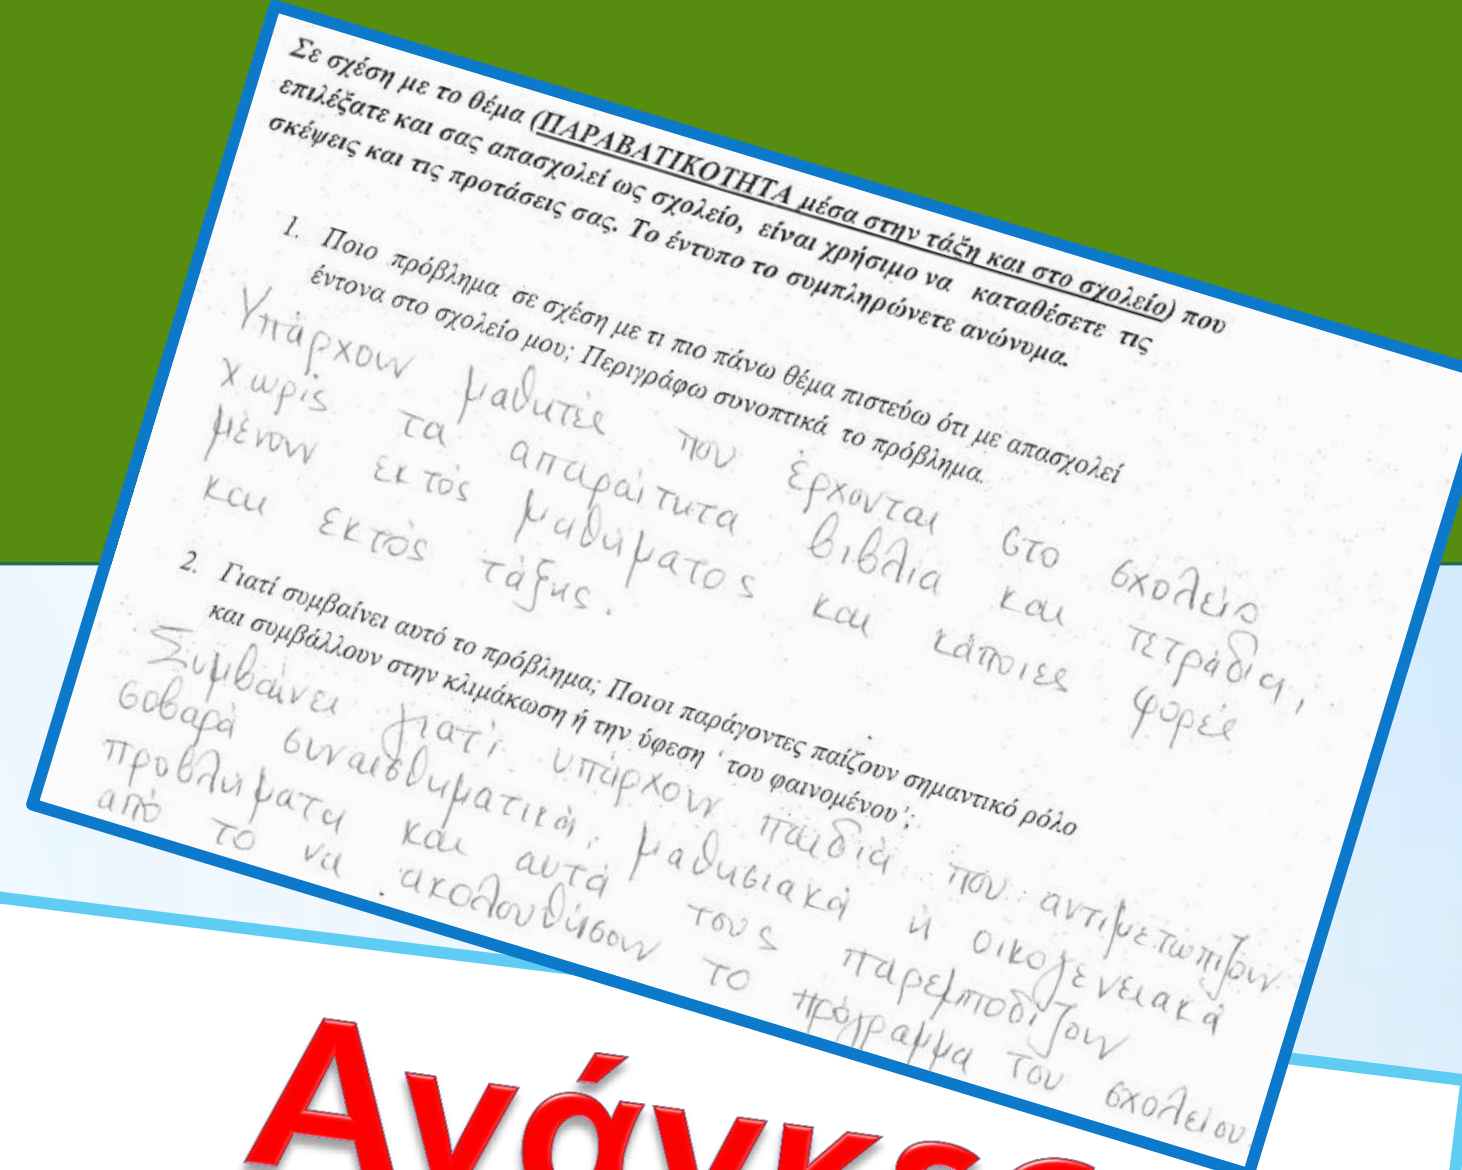 Σε σχέση με το θέμα (ΠΑΡΑΒΑΤΙΚΟΤΗΤΑ μέσα στην τάξη και στο σχολείο) που
επιλέξατε και σας απασχολεί ως σχολείο, είναι χρήσιμο να καταθέσετε τις
σκέψεις και τις προτάσεις σας. Το έντυπο το συμπληρώνετε ανώνυμα.
1. Ποιο πρόβλημα σε σχέση με τι πιο πάνω θέμα πιστεύω ότι με απασχολεί
έντονα στο σχολείο μου; Περιγράφω συνοπτικά το πρόβλημα.
Υπάρχουν μαθητές που έρχονται στο σχολείο
χωρίς τα απαραίτητα βιβλία και τετράδια,
μένουν εκτός μαθήματος και κάποιες φορές
και εκτός τάξης.
2. Γιατί συμβαίνει αυτό το πρόβλημα; Ποιοι παράγοντες παίζουν σημαντικό ρόλο
και συμβάλλουν στην κλιμάκωση ή την ύφεση ‘του φαινομένου’;
Συμβαίνει γιατί υπάρχουν παιδιά που αντιμετωπίζουν
σοβαρά συναισθηματικά, μαθησιακά ή οικογενειακά
προβλήματα και αυτά τους παρεμποδίζουν
από το να ακολουθήσουν το πρόγραμμα του σχολείου